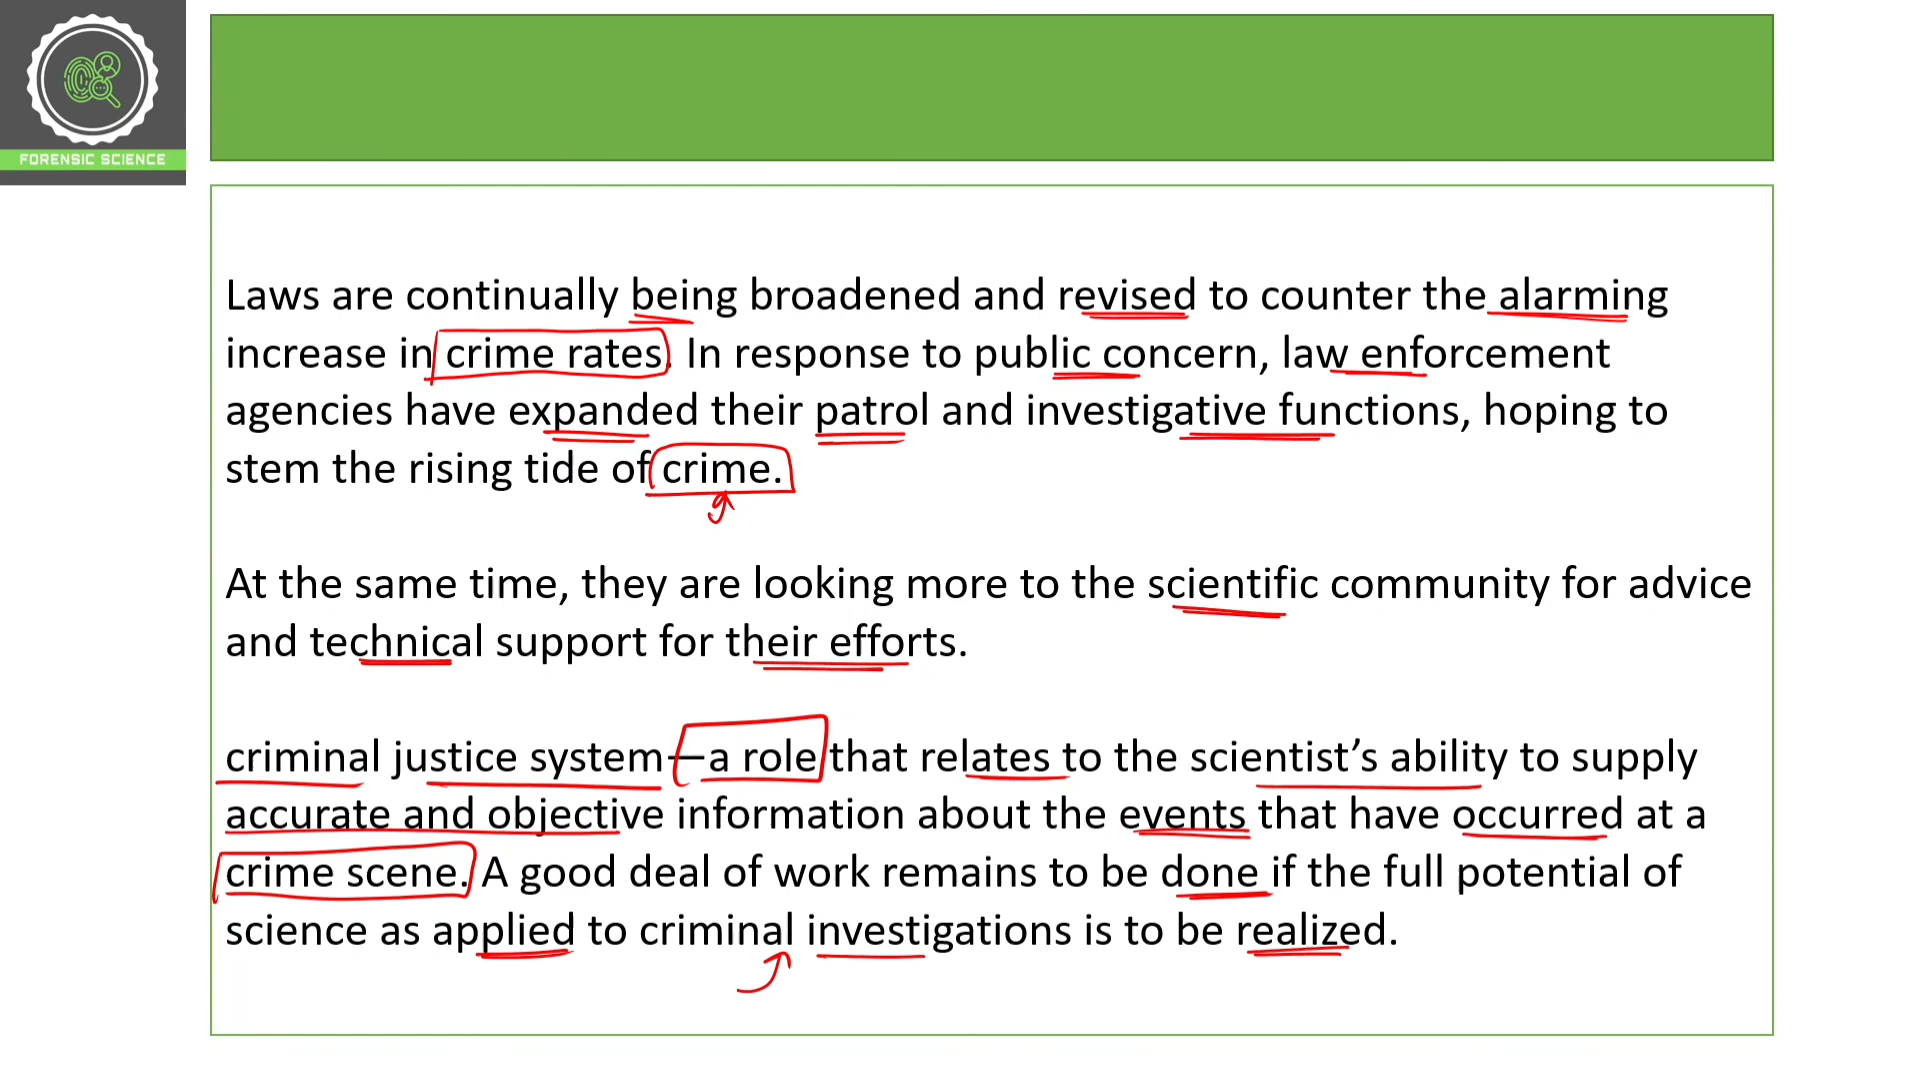 FORENSIC SCIENCE
Laws are continually being broadened and revised to counter the alarming
increase in crime rates. In response to public concern, law enforcement
agencies have expanded their patrol and investigative functions, hoping to
stem the rising tide of crime.
At the same time, they are looking more to the scientific community for advice
and technical support for their efforts.
criminal justice system—a role that relates to the scientist’s ability to supply
accurate and objective information about the events that have occurred at a
crime scene. A good deal of work remains to be done if the full potential of
science as applied to criminal investigations is to be realized.